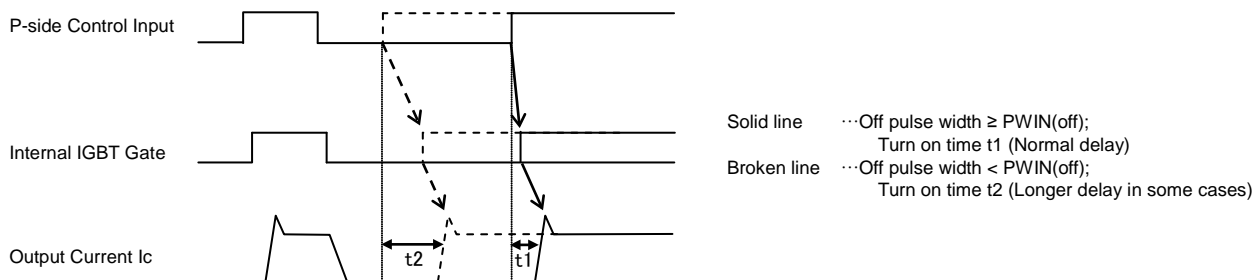 P-side Control Input
Internal IGBT Gate
Output Current Ic
t2
t1
Solid line …Off pulse width ≥ PWIN(off);
Turn on time t1 (Normal delay)
Broken line …Off pulse width < PWIN(off);
Turn on time t2 (Longer delay in some cases)